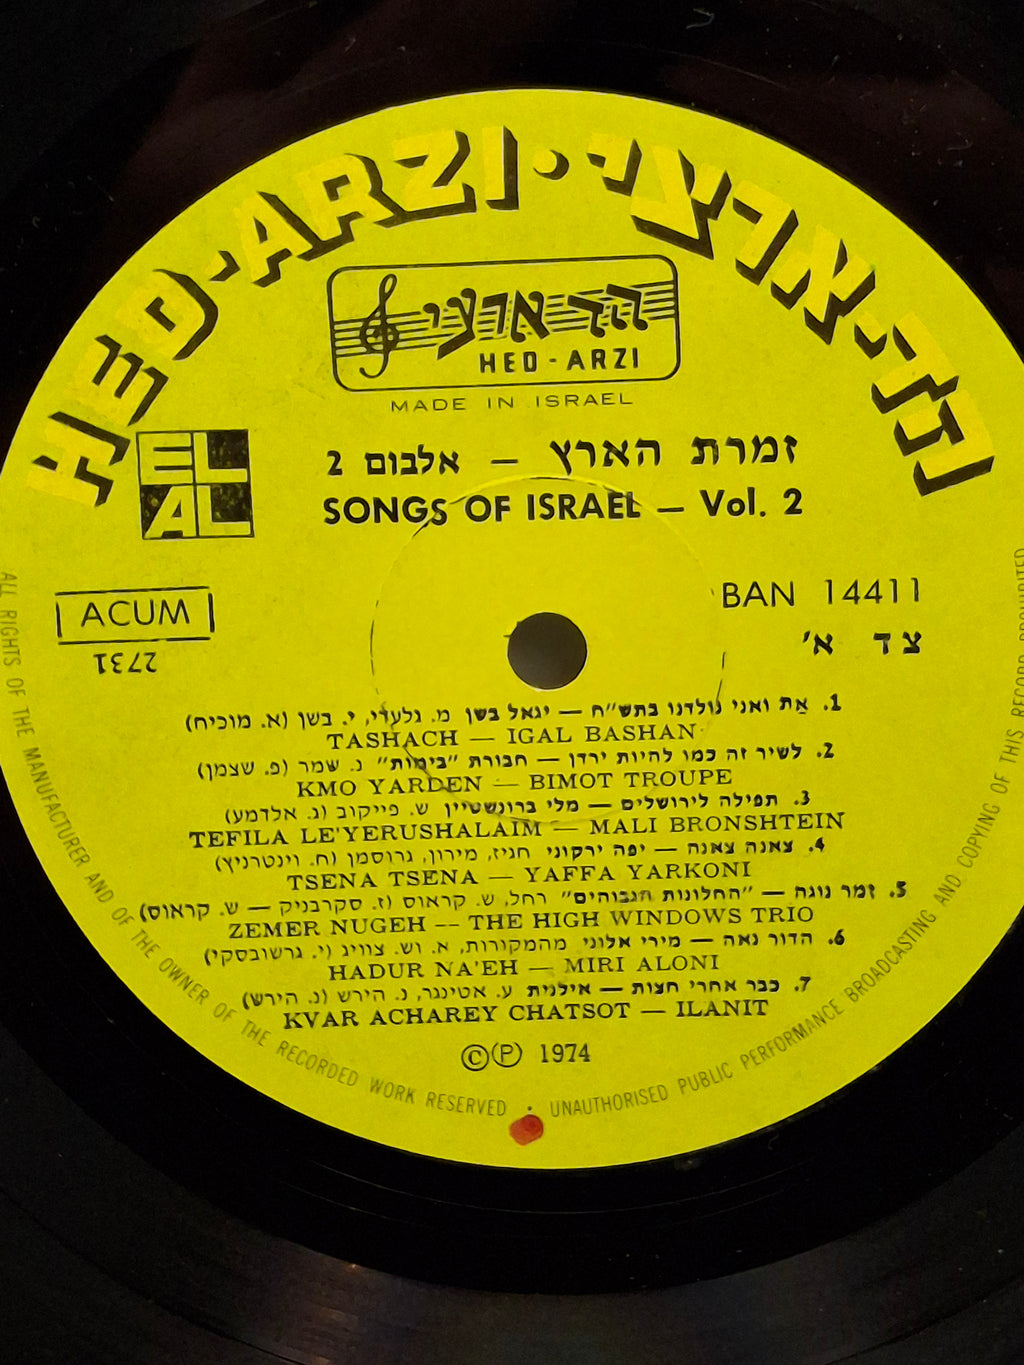 HED-ARZI • הד-ארצי
הד ארצי
HED-ARZI
MADE IN ISRAEL
EL
AL
זמרת הארץ – אלבום 2
SONGS OF ISRAEL – Vol. 2
ACUM
2731
BAN 14411
צד א'
1. את ואני נולדנו בתש"ח – יגאל בשן מ. גלעדי, י. בשן (א. מוכיח)
TASHACH – IGAL BASHAN
2. לשיר זה כמו להיות ירדן – חבורת "בימות" נ. שמר (פ. שצמן)
KMO YARDEN – BIMOT TROUPE
3. תפילה לירושלים – מלי ברונשטיין ש. פייקוב (נ. אלדמע)
TEFILA LE'YERUSHALAIM – MALI BRONSHTEIN
4. צאנה צאנה – יפה ירקוני חגיז, מירון, גרוסמן (ח. וינטרניץ)
TSENA TSENA – YAFFA YARKONI
5. זמר נוגה – "החלונות הגבוהים" רחל, ש. קראוס (ז. סקרבניק – ש. קראוס)
ZEMER NUGEH -- THE HIGH WINDOWS TRIO
6. הדור נאה – מירי אלוני מהמקורות, א. וש. צוויג (י. גרשובסקי)
HADUR NA'EH – MIRI ALONI
7. כבר אחרי חצות – אילנית ע. אטינגר, נ. הירש (נ. הירש)
KVAR ACHAREY CHATSOT – ILANIT
©℗ 1974
ALL RIGHTS OF THE MANUFACTURER AND OF THE OWNER OF THE RECORDED WORK RESERVED • UNAUTHORISED PUBLIC PERFORMANCE BROADCASTING AND COPYING OF THIS RECORD PROHIBITED